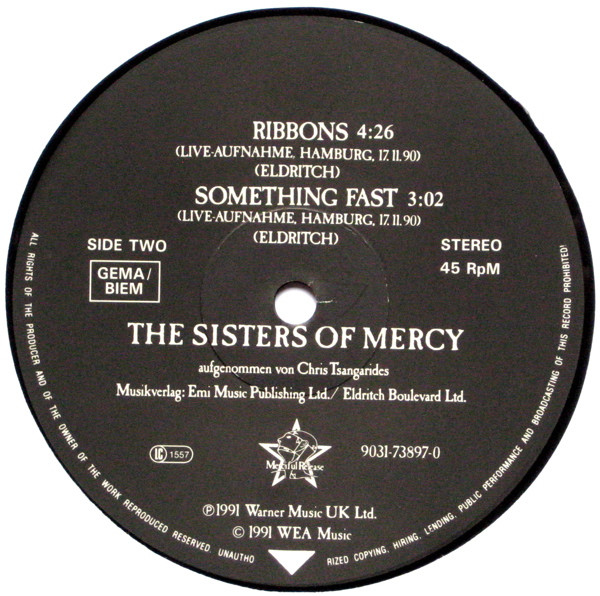 RIBBONS 4:26
(LIVE-AUFNAHME, HAMBURG, 17.11.90)
(ELDRITCH)
SOMETHING FAST 3:02
(LIVE-AUFNAHME, HAMBURG, 17.11.90)
(ELDRITCH)
SIDE TWO
STEREO
GEMA/
BIEM
45 RpM
THE SISTERS OF MERCY
aufgenommen von Chris Tsangarides
Musikverlag: Emi Music Publishing Ltd./ Eldritch Boulevard Ltd.
LC 1557
Merciful Release
9031-73897-0
℗1991 Warner Music UK Ltd.
© 1991 WEA Music
ALL RIGHTS OF THE PRODUCER AND OF THE OWNER OF THE WORK REPRODUCED RESERVED. UNAUTHO
RIZED COPYING, HIRING, LENDING, PUBLIC PERFORMANCE AND BROADCASTING OF THIS RECORD PROHIBITED!